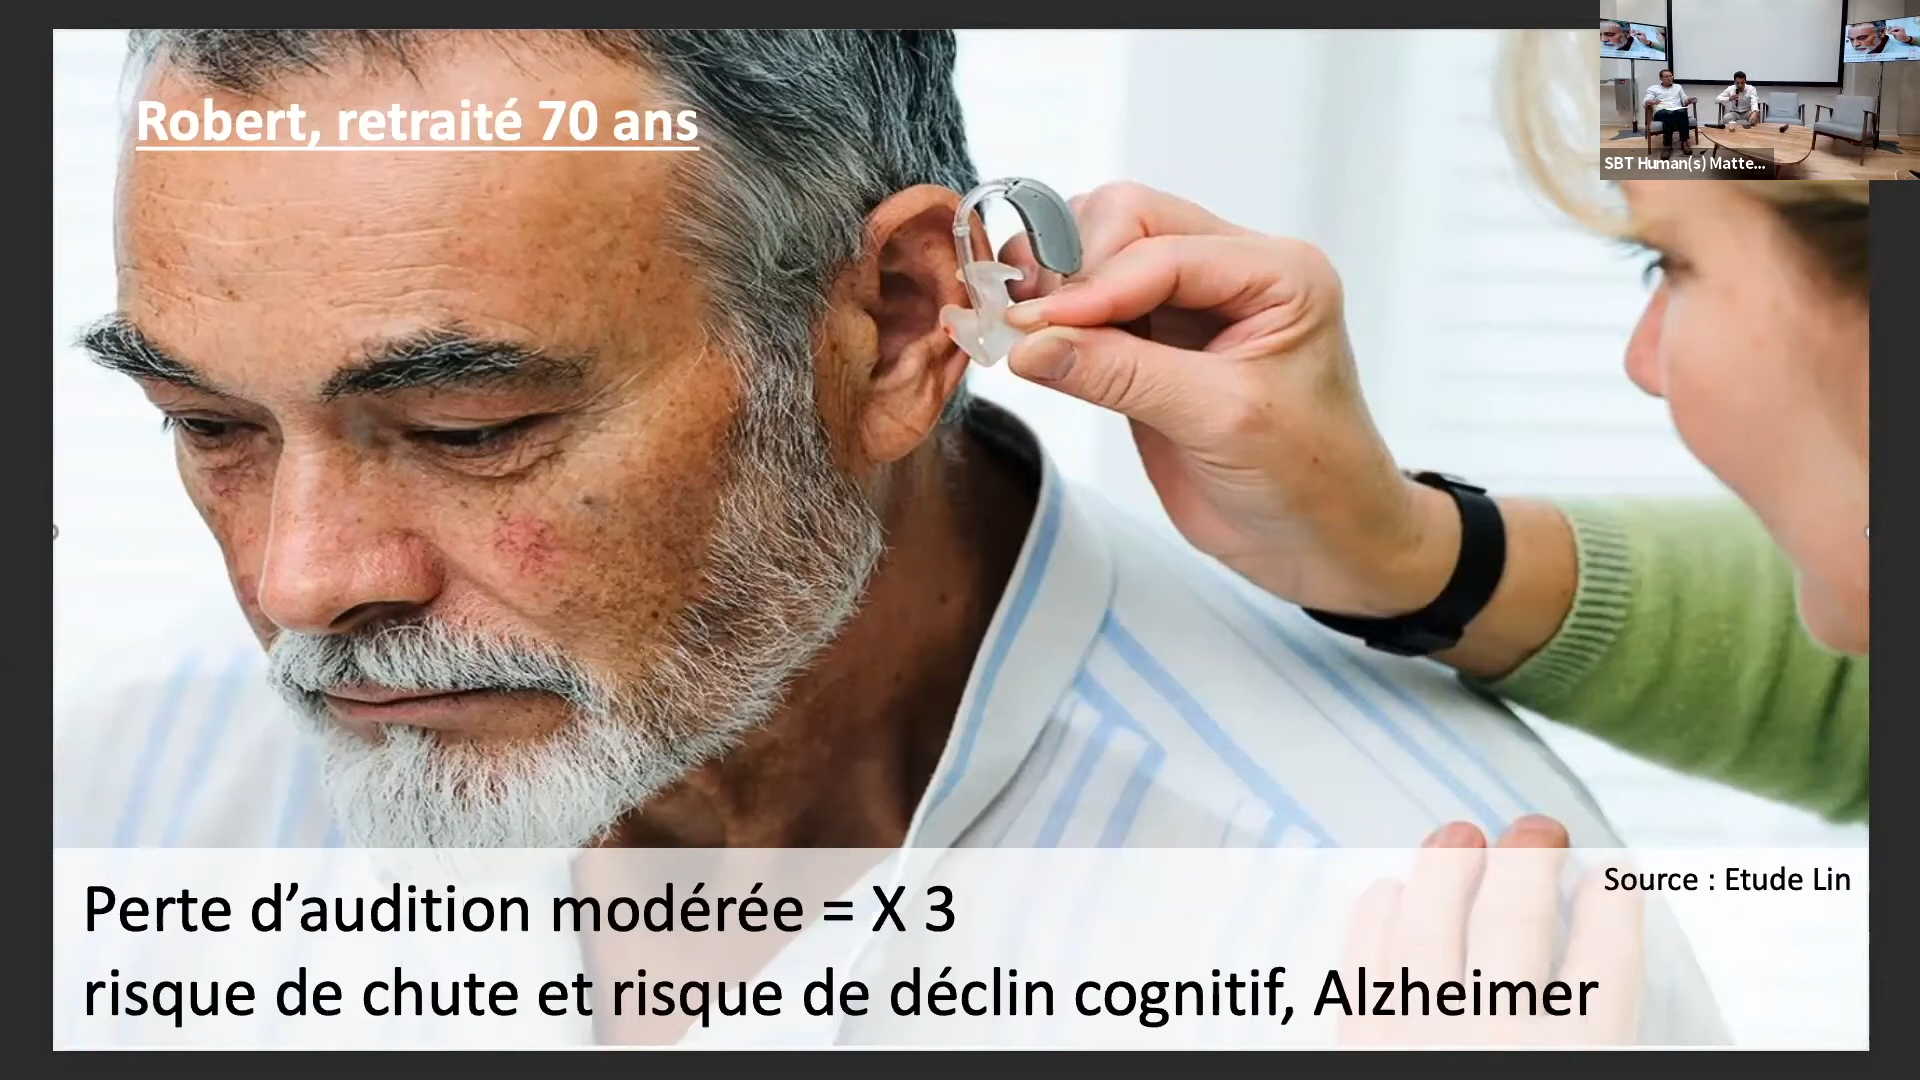 Robert, retraité 70 ans
SBT Human(s) Matte...
Source : Etude Lin
Perte d’audition modérée = X 3
risque de chute et risque de déclin cognitif, Alzheimer